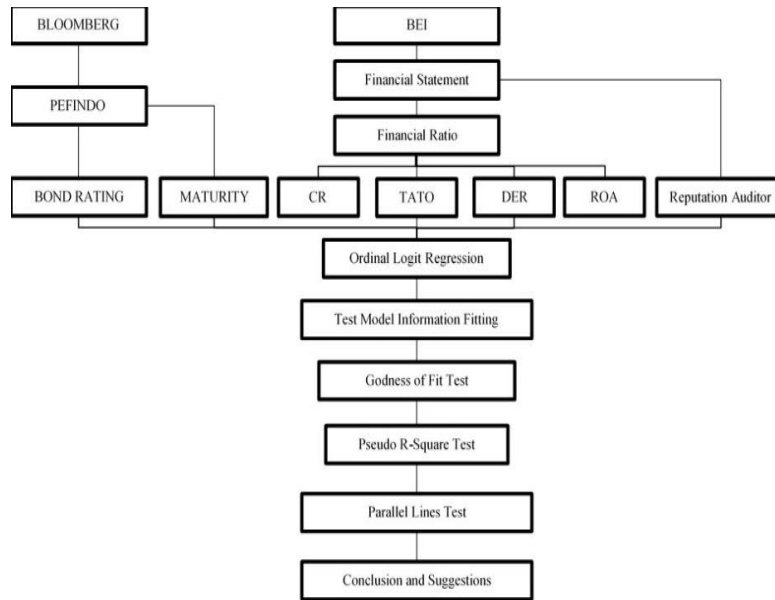 BLOOMBERG
BEI
Financial Statement
PEFINDO
Financial Ratio
BOND RATING
MATURITY
CR
TATO
DER
ROA
Reputation Auditor
Ordinal Logit Regression
Test Model Information Fitting
Godness of Fit Test
Pseudo R-Square Test
Parallel Lines Test
Conclusion and Suggestions